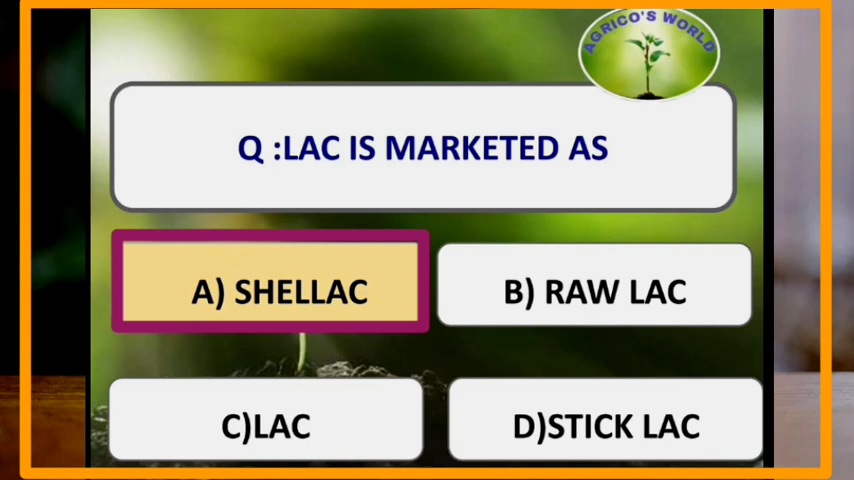 AGRICO'S WORLD
Q :LAC IS MARKETED AS
A) SHELLAC
B) RAW LAC
C)LAC
D)STICK LAC